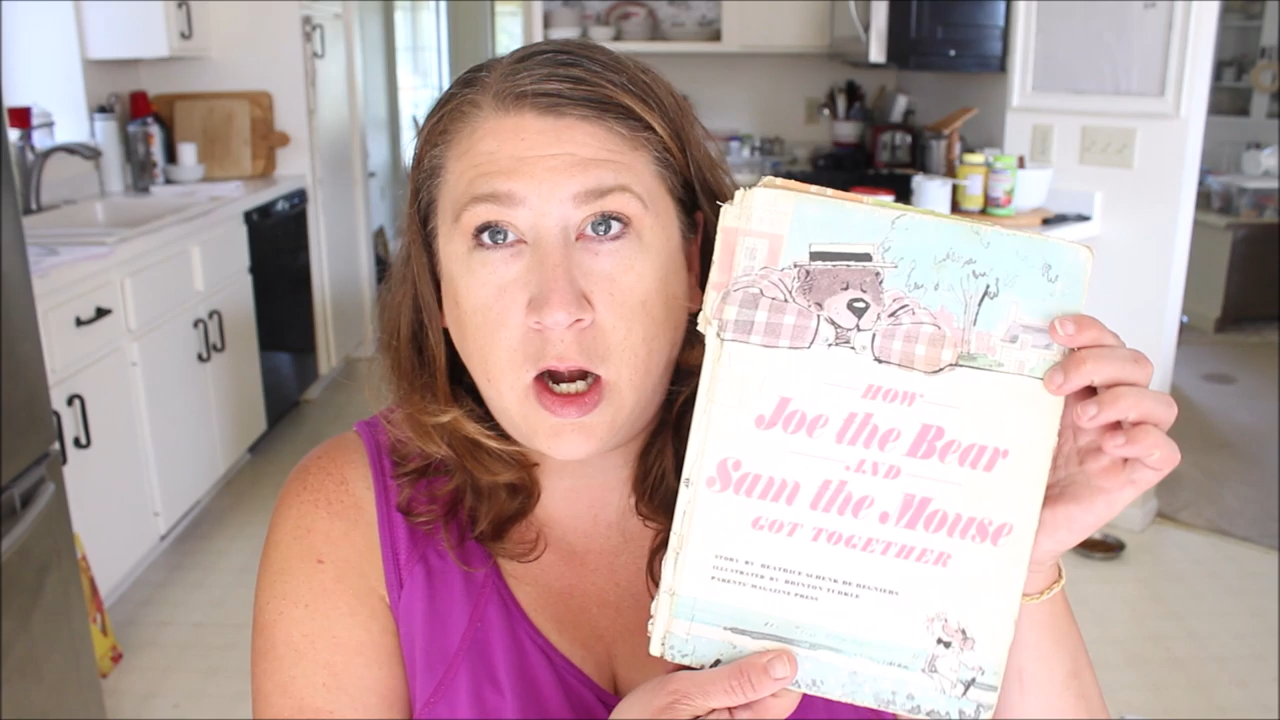 HOW
Joe the Bear
AND
Sam the Mouse
GOT TOGETHER
STORY BY BEATRICE SCHENK DE REGNIERS
ILLUSTRATED BY BRINTON TURKLE
PARENTS' MAGAZINE PRESS